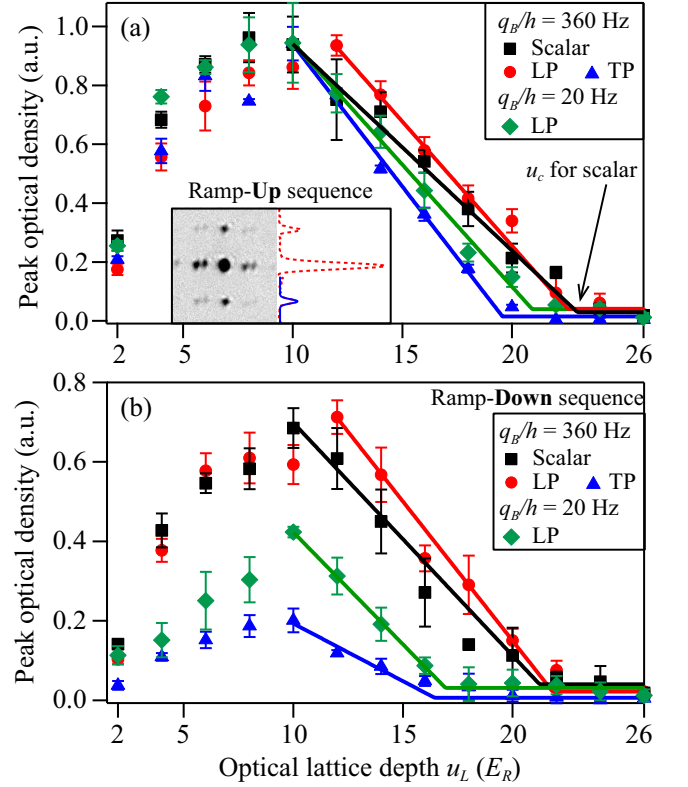 (a)
q_B/h = 360 Hz
Scalar
LP TP
q_B/h = 20 Hz
LP
u_c for scalar
Ramp-Up sequence
Peak optical density (a.u.)
1.0
0.8
0.6
0.4
0.2
0.0
2 5 10 15 20 26
(b)
Ramp-Down sequence
q_B/h = 360 Hz
Scalar
LP TP
q_B/h = 20 Hz
LP
Peak optical density (a.u.)
0.8
0.6
0.4
0.2
0.0
2 5 10 15 20 26
Optical lattice depth u_L (E_R)